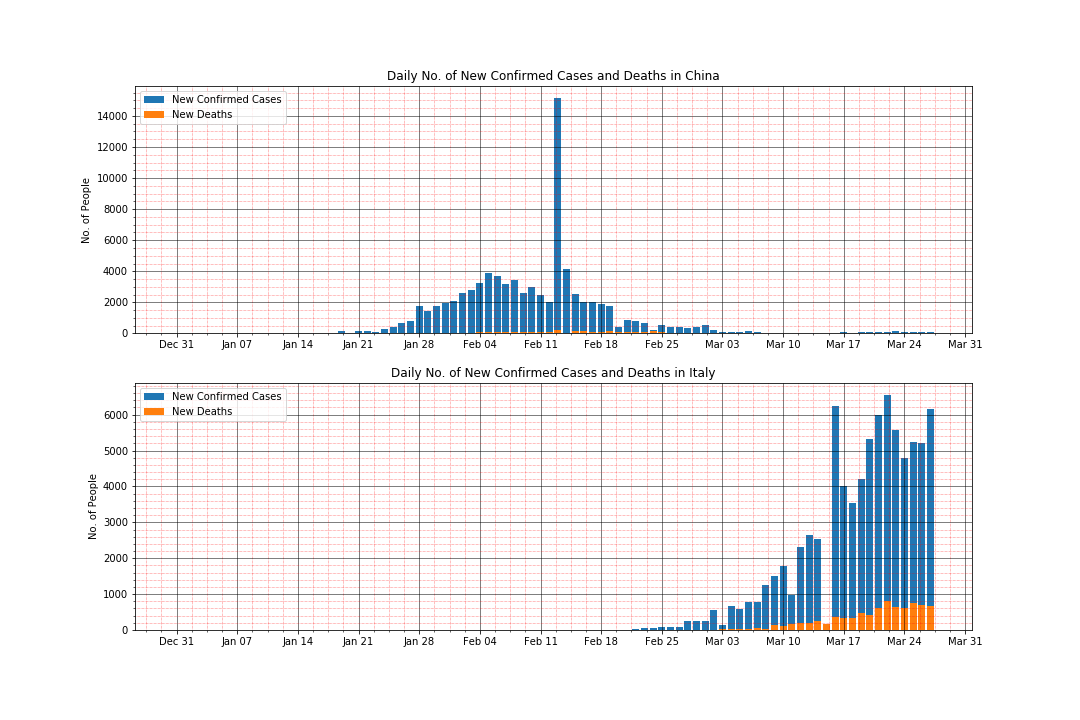 Daily No. of New Confirmed Cases and Deaths in China
New Confirmed Cases
New Deaths
No. of People
14000
12000
10000
8000
6000
4000
2000
0
Dec 31 Jan 07 Jan 14 Jan 21 Jan 28 Feb 04 Feb 11 Feb 18 Feb 25 Mar 03 Mar 10 Mar 17 Mar 24 Mar 31
Daily No. of New Confirmed Cases and Deaths in Italy
New Confirmed Cases
New Deaths
No. of People
6000
5000
4000
3000
2000
1000
0
Dec 31 Jan 07 Jan 14 Jan 21 Jan 28 Feb 04 Feb 11 Feb 18 Feb 25 Mar 03 Mar 10 Mar 17 Mar 24 Mar 31